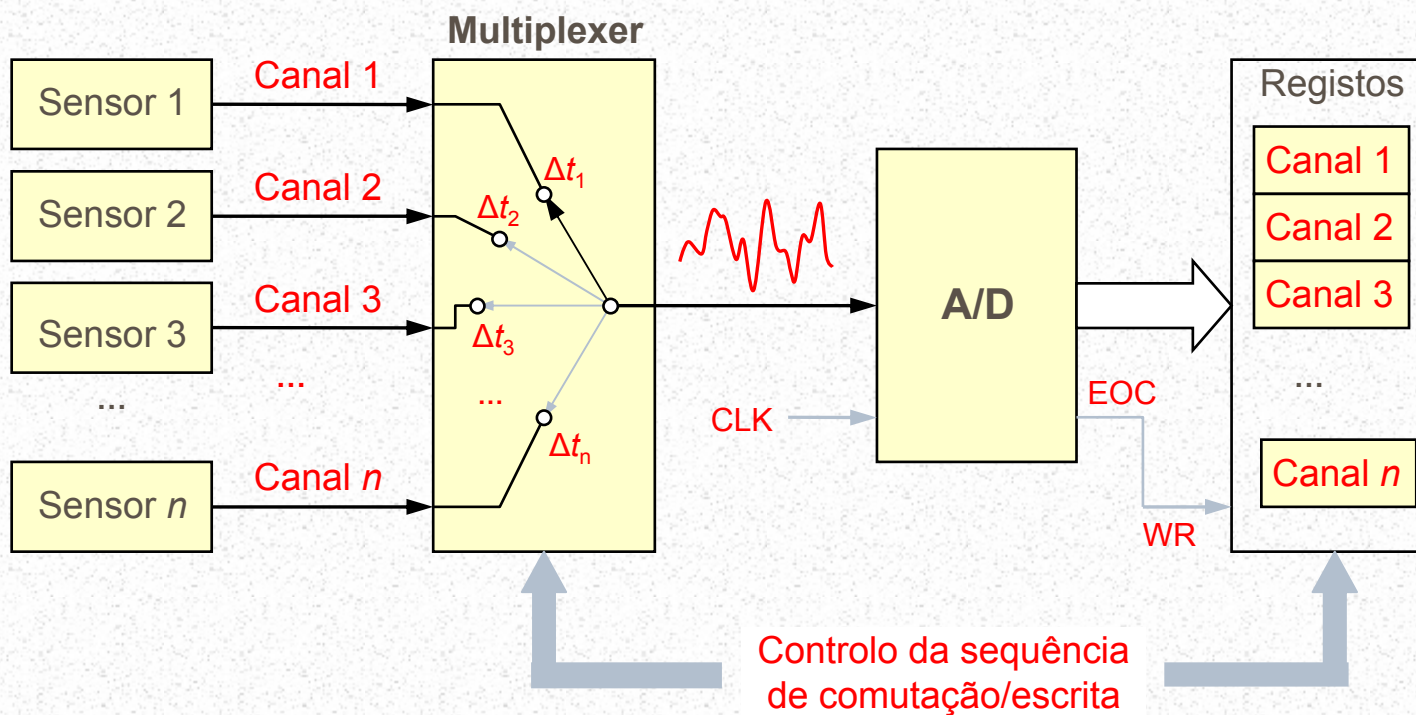 Multiplexer
Sensor 1
Canal 1
Sensor 2
Canal 2
Sensor 3
Canal 3
...
...
Sensor n
Canal n
Δt1
Δt2
Δt3
...
Δtn
A/D
CLK
EOC
WR
Registos
Canal 1
Canal 2
Canal 3
...
Canal n
Controlo da sequência
de comutação/escrita